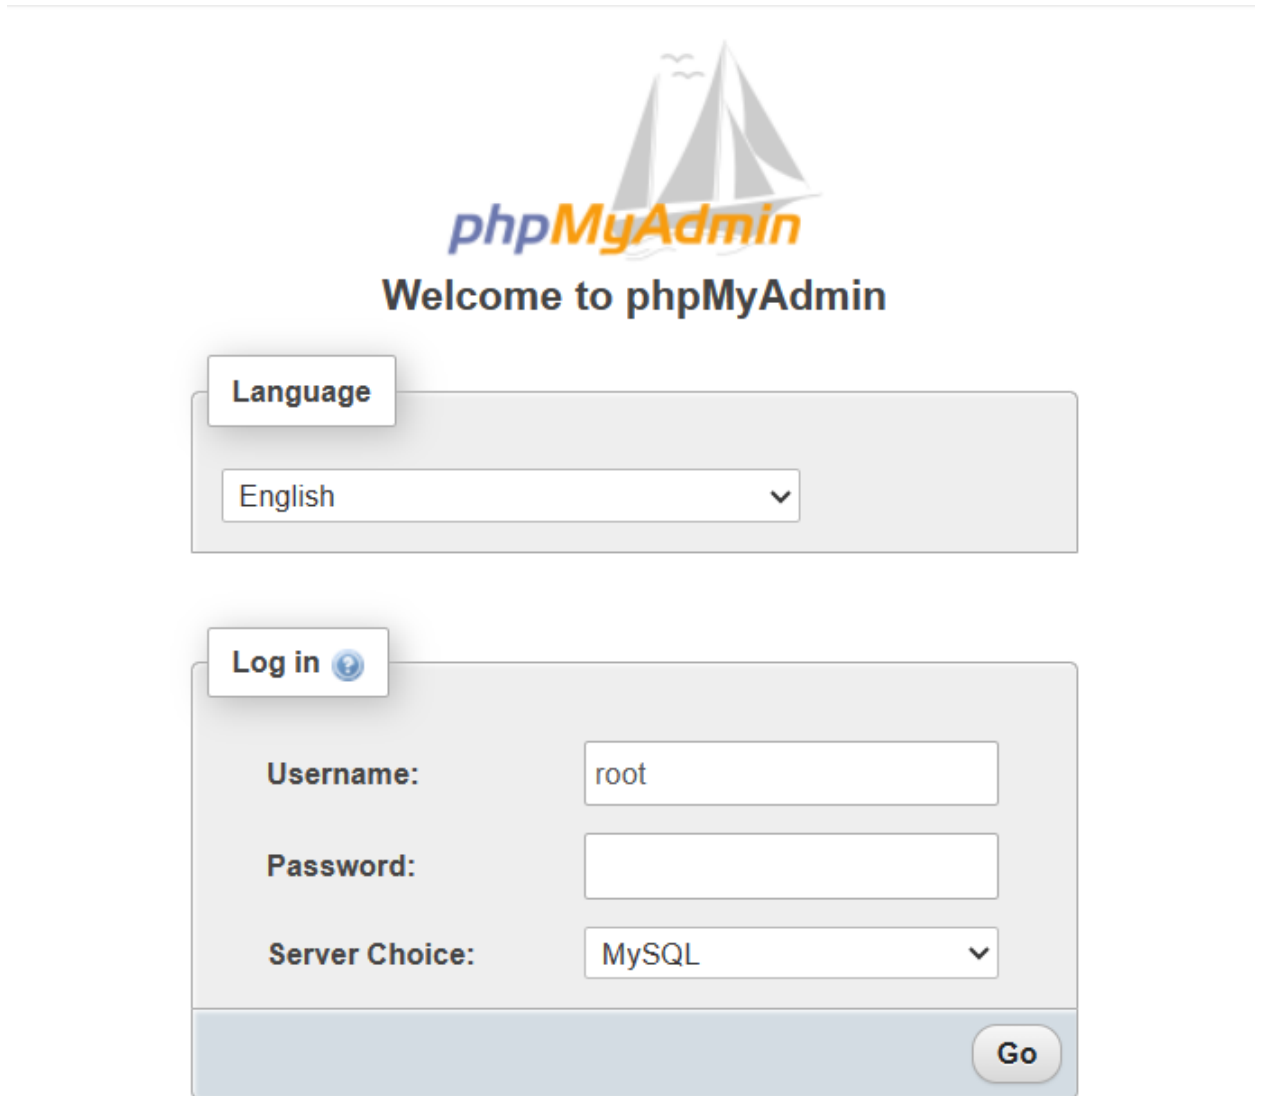 phpMyAdmin
Welcome to phpMyAdmin
Language
English
Log in
Username: root
Password:
Server Choice: MySQL
Go